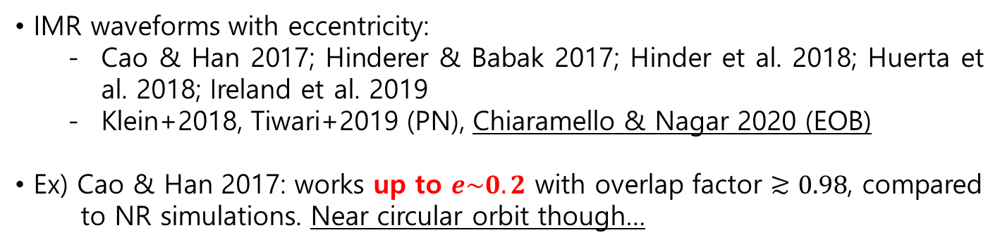 • IMR waveforms with eccentricity:
- Cao & Han 2017; Hinderer & Babak 2017; Hinder et al. 2018; Huerta et
al. 2018; Ireland et al. 2019
- Klein+2018, Tiwari+2019 (PN), Chiaramello & Nagar 2020 (EOB)
• Ex) Cao & Han 2017: works up to e~0.2 with overlap factor ≳ 0.98, compared
to NR simulations. Near circular orbit though...